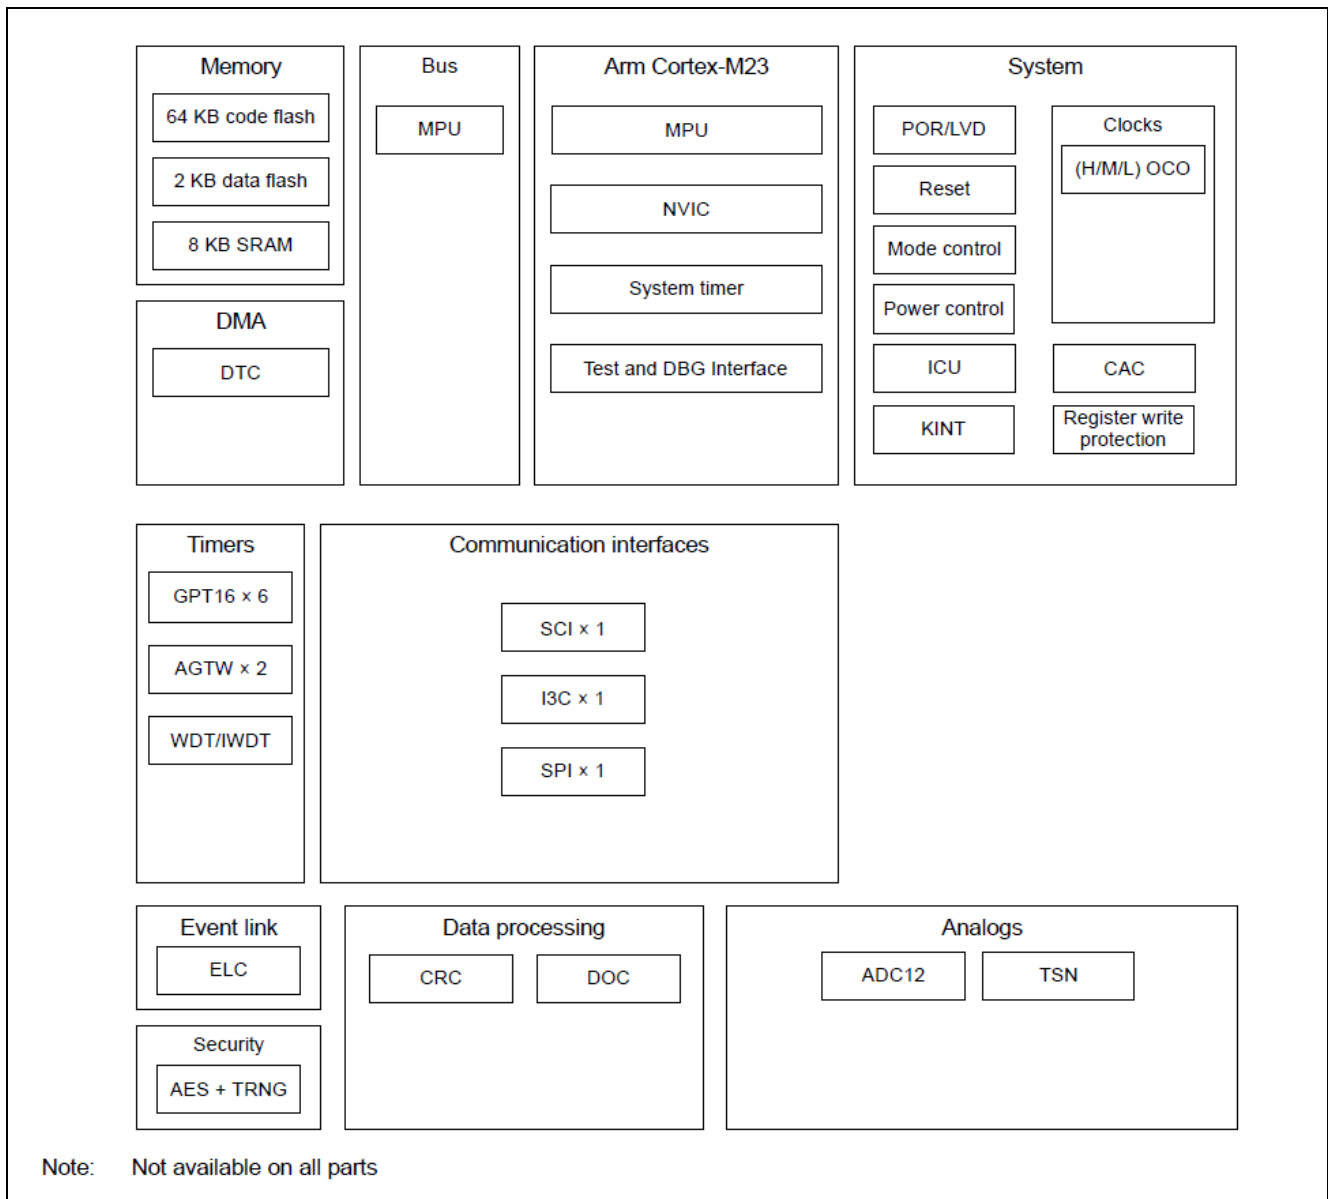 Memory
64 KB code flash
2 KB data flash
8 KB SRAM
DMA
DTC
Bus
MPU
Arm Cortex-M23
MPU
NVIC
System timer
Test and DBG Interface
System
POR/LVD
Reset
Mode control
Power control
ICU
KINT
Clocks
(H/M/L) OCO
CAC
Register write
protection
Timers
GPT16 × 6
AGTW × 2
WDT/IWDT
Communication interfaces
SCI × 1
I3C × 1
SPI × 1
Event link
ELC
Security
AES + TRNG
Data processing
CRC
DOC
Analogs
ADC12
TSN
Note: Not available on all parts